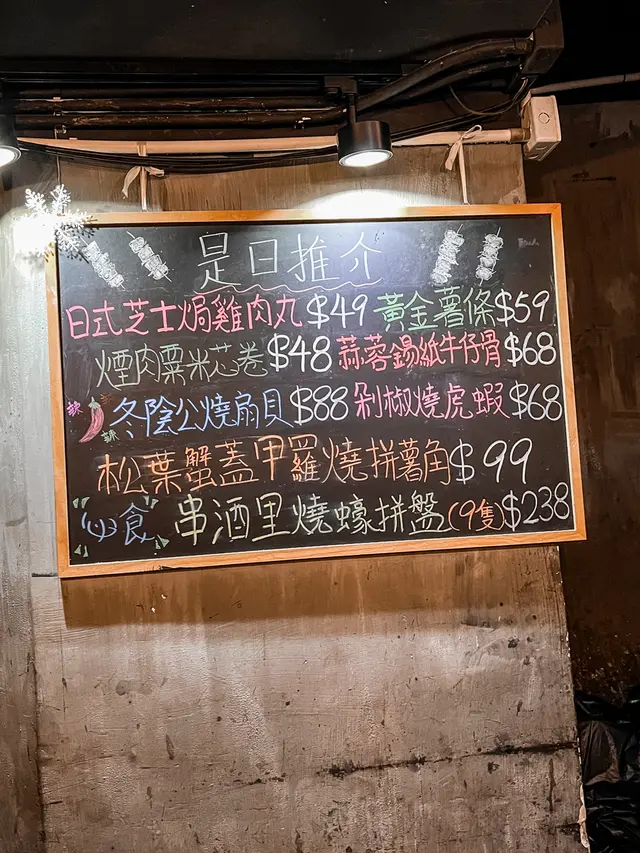 是日推介
日式芝士焗雞肉丸$49 黃金薯條$59
煙肉粟米芯卷$48 蒜蓉錫紙牛仔骨$68
辣 辣 冬陰公燒扇貝$88 剁椒燒虎蝦$68
松葉蟹蓋甲羅燒拼薯角$99
必食 串酒里燒蠔拼盤(9隻)$238